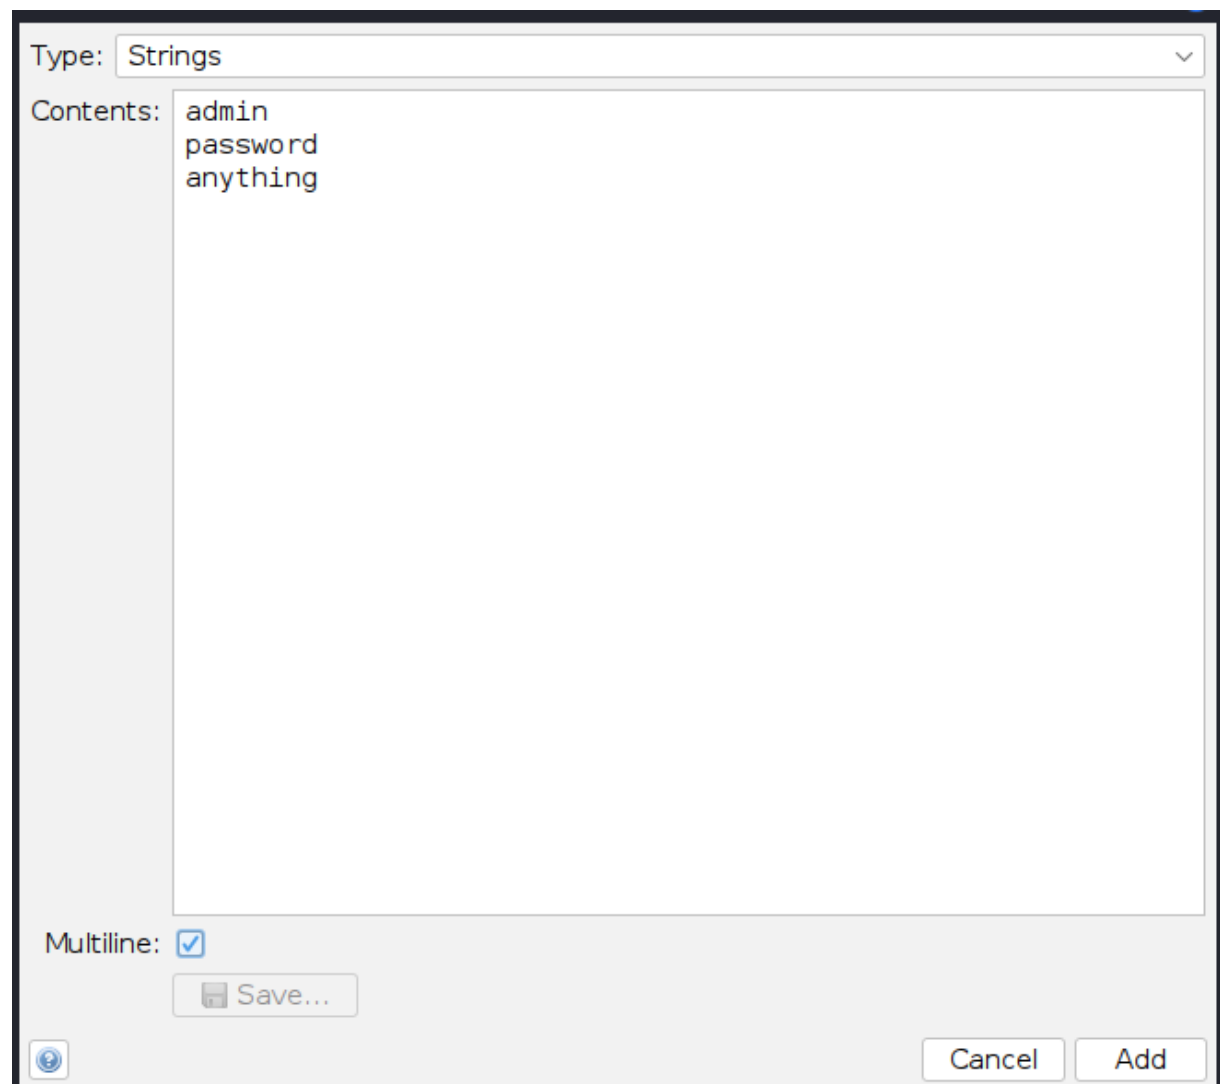 Type: Strings
Contents: admin
password
anything
Multiline:
Save...
Cancel Add